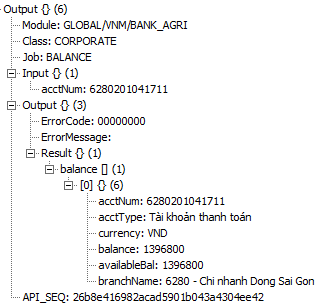 Output {} (6)
Module: GLOBAL/VNM/BANK_AGRI
Class: CORPORATE
Job: BALANCE
Input {} (1)
acctNum: 6280201041711
Output {} (3)
ErrorCode: 00000000
ErrorMessage:
Result {} (1)
balance [] (1)
[0] {} (6)
acctNum: 6280201041711
acctType: Tài khoản thanh toán
currency: VND
balance: 1396800
availableBal: 1396800
branchName: 6280 - Chi nhanh Dong Sai Gon
API_SEQ: 26b8e416982acad5901b043a4304ee42